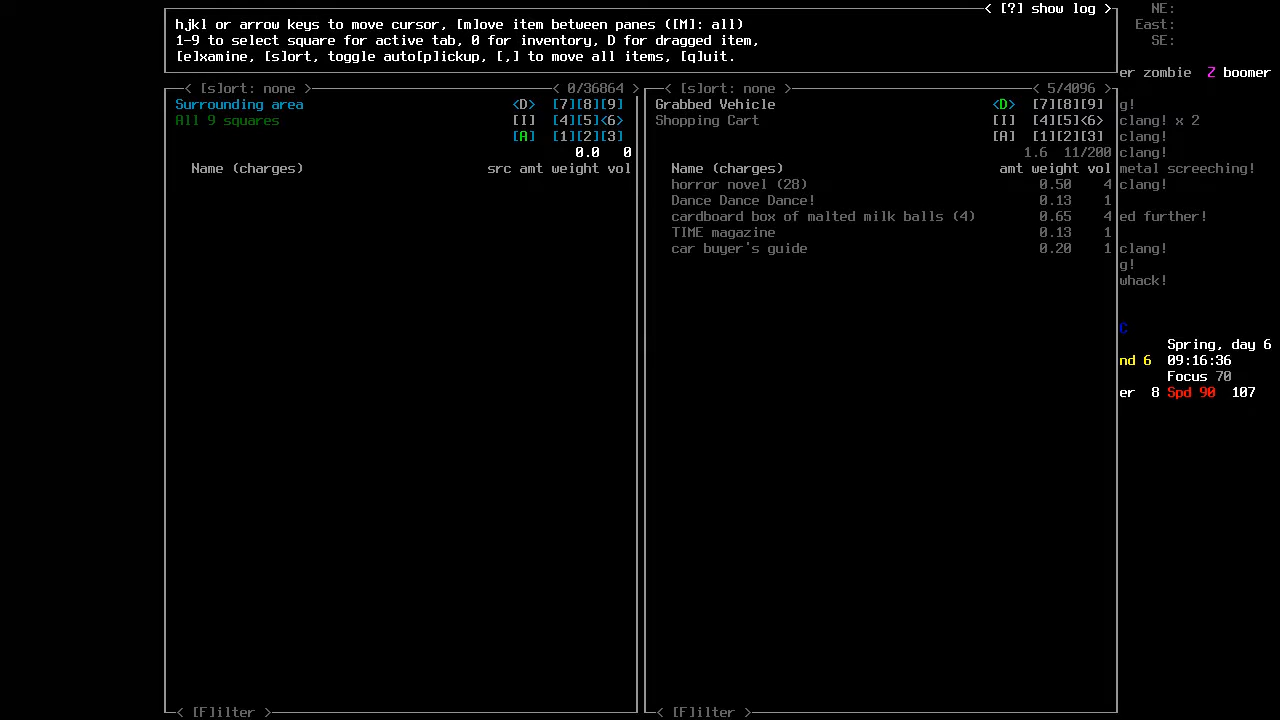 < [?] show log >
hjkl or arrow keys to move cursor, [m]ove item between panes ([M]: all)
1-9 to select square for active tab, 0 for inventory, D for dragged item,
[e]xamine, [s]ort, toggle auto[p]ickup, [,] to move all items, [q]uit.
NE:
East:
SE:
er zombie Z boomer
< [s]ort: none > < 0/36864 >
Surrounding area <D> [7][8][9]
All 9 squares [I] [4][5]<6>
[A] [1][2][3]
0.0 0
Name (charges) src amt weight vol
< [F]ilter >
< [s]ort: none > < 5/4096 >
Grabbed Vehicle <D> [7][8][9]
Shopping Cart [I] [4][5]<6>
[A] [1][2][3]
1.6 11/200
Name (charges) amt weight vol
horror novel (28) 0.50 4
Dance Dance Dance! 0.13 1
cardboard box of malted milk balls (4) 0.65 4
TIME magazine 0.13 1
car buyer's guide 0.20 1
< [F]ilter >
g!
clang! x 2
clang!
clang!
metal screeching!
clang!
ed further!
clang!
g!
whack!
C
Spring, day 6
nd 6 09:16:36
Focus 70
er 8 Spd 90 107